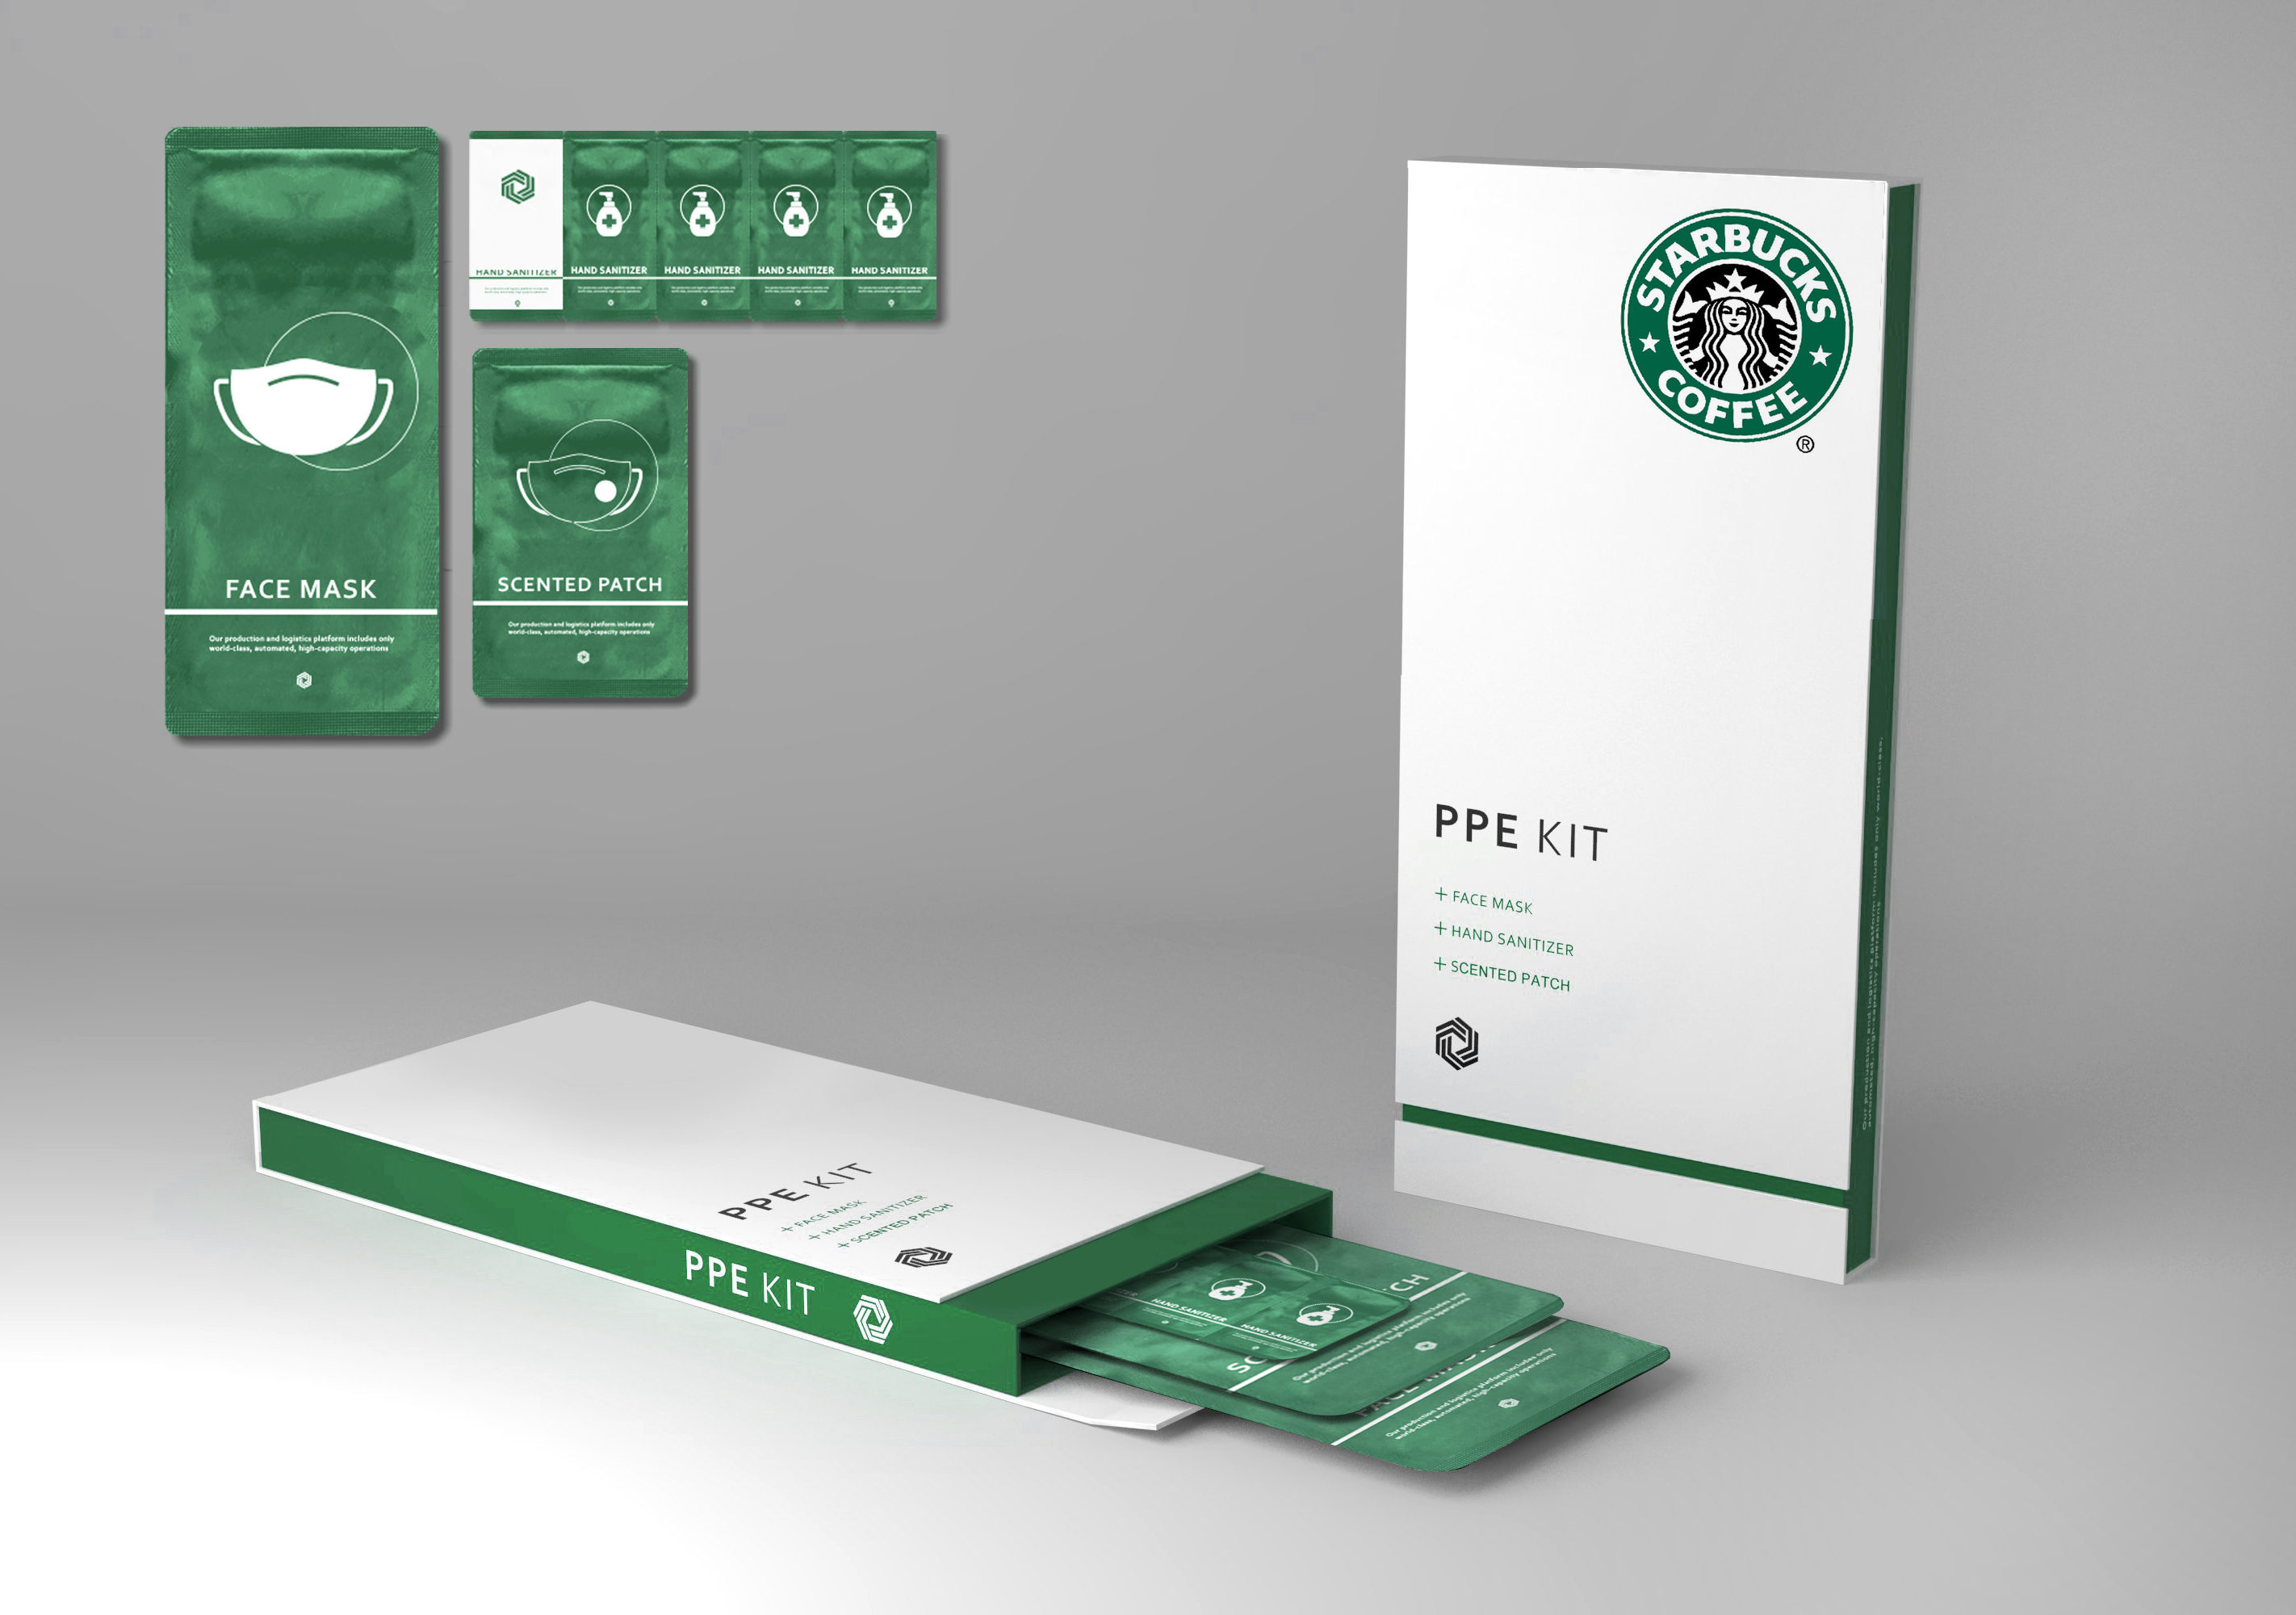 FACE MASK
Our production and logistics platform includes only
world-class, automated, high-capacity operations
HAND SANITIZER
HAND SANITIZER
HAND SANITIZER
HAND SANITIZER
HAND SANITIZER
SCENTED PATCH
Our production and logistics platform includes only
world-class, automated, high-capacity operations
STARBUCKS
COFFEE
®
PPE KIT
+ FACE MASK
+ HAND SANITIZER
+ SCENTED PATCH
Our production and logistics platform includes only world-class,
automated, high-capacity operations
PPE KIT
+ FACE MASK
+ HAND SANITIZER
+ SCENTED PATCH
PPE KIT
HAND SANITIZER
HAND SANITIZER
Our production and logistics platform includes only
world-class, automated, high-capacity operations
Our production and logistics platform includes only
world-class, automated, high-capacity operations